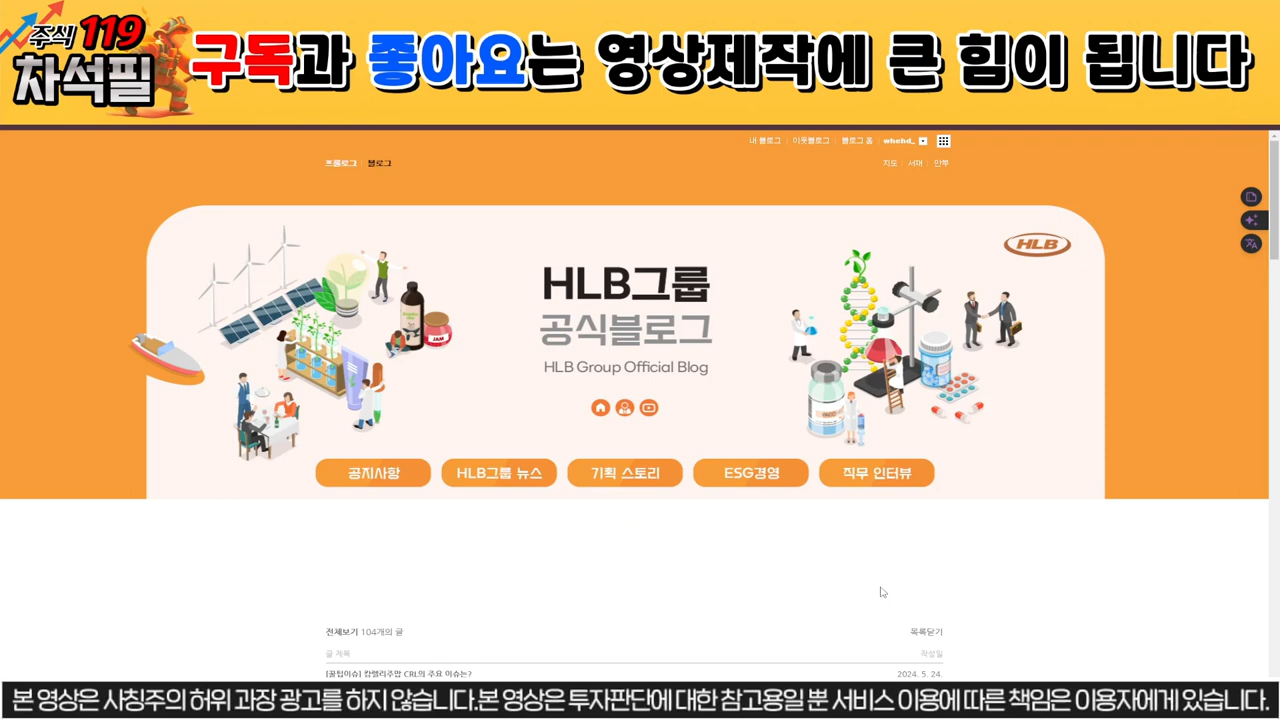 주식 119
차석필
구독과 좋아요는 영상제작에 큰 힘이 됩니다
내 블로그 이웃블로그 블로그 홈 whehd_
프롤로그 블로그
지도 서재 안부
HLB
HLB그룹
공식블로그
HLB Group Official Blog
JAM
공지사항
HLB그룹 뉴스
기획 스토리
ESG경영
직무 인터뷰
전체보기 104개의 글
목록닫기
글 제목
작성일
[꿀팁이슈] 캄렐리주맙 CRL의 주요 이슈는?
2024. 5. 24.
본 영상은 사칭주의 허위 과장 광고를 하지 않습니다.본 영상은 투자판단에 대한 참고용일 뿐 서비스 이용에 따른 책임은 이용자에게 있습니다.